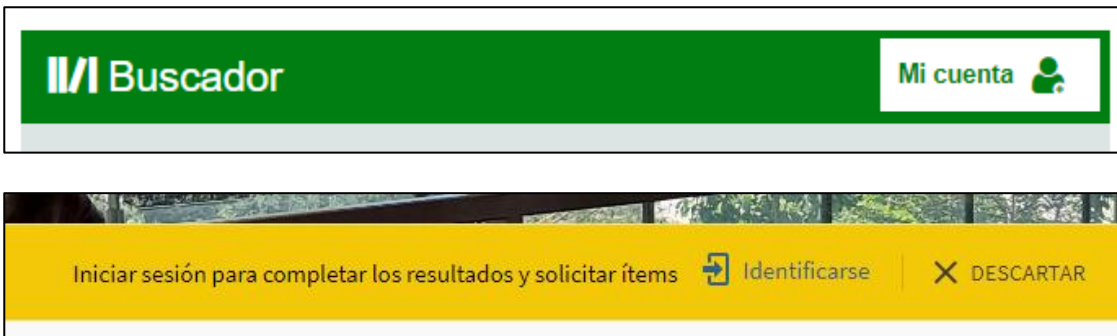 Buscador
Mi cuenta
Iniciar sesión para completar los resultados y solicitar ítems Identificarse DESCARTAR